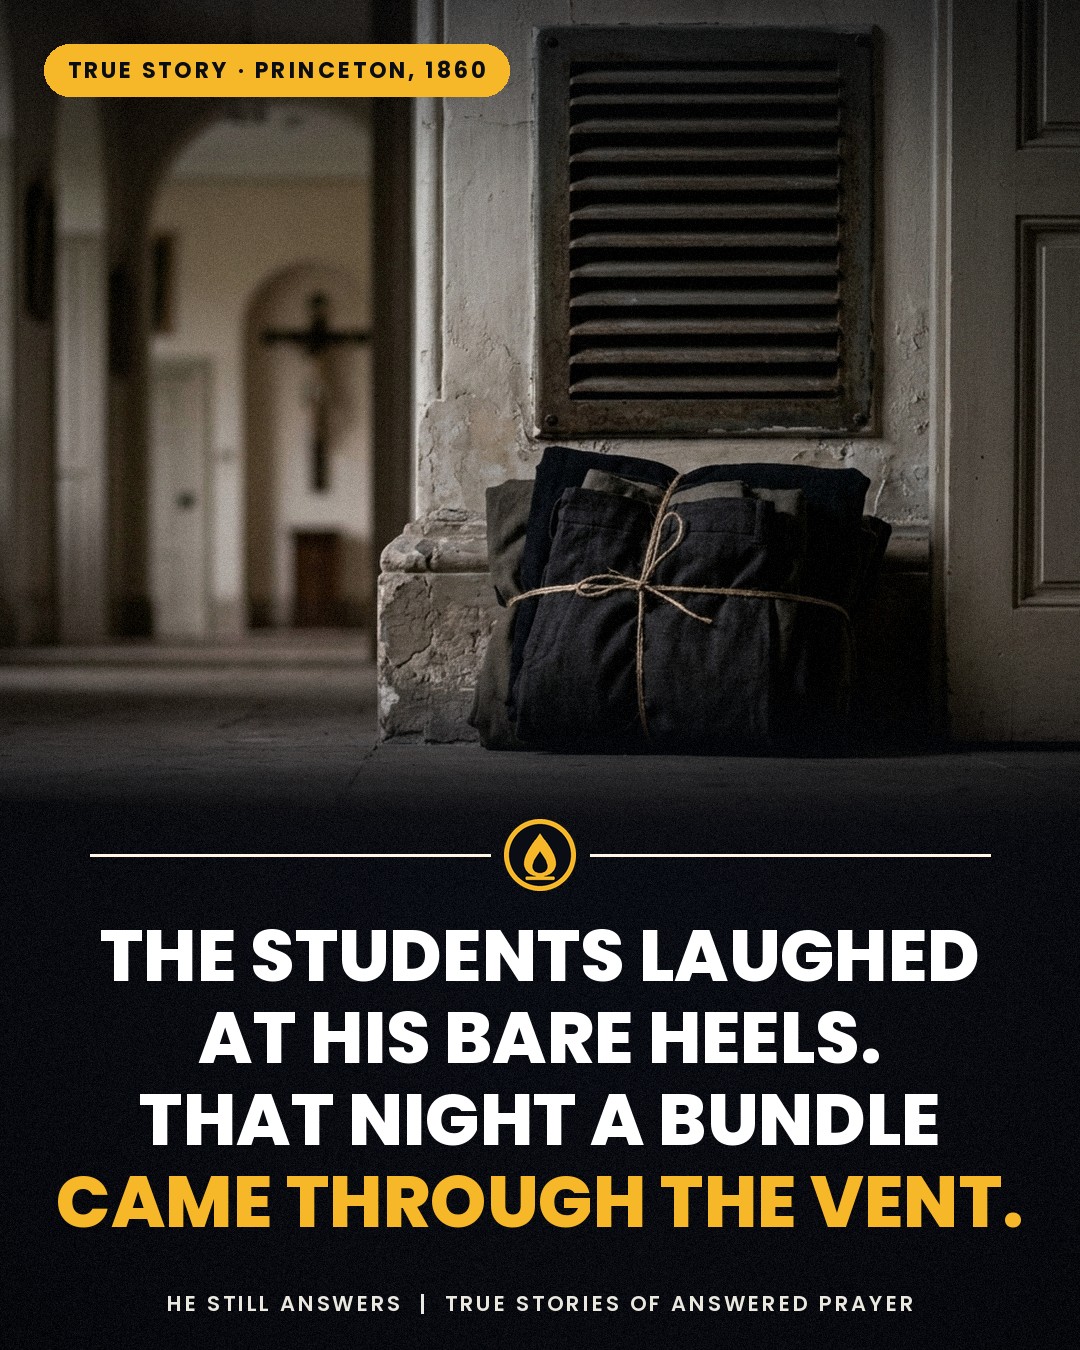 TRUE STORY · PRINCETON, 1860
THE STUDENTS LAUGHED
AT HIS BARE HEELS.
THAT NIGHT A BUNDLE
CAME THROUGH THE VENT.
HE STILL ANSWERS | TRUE STORIES OF ANSWERED PRAYER